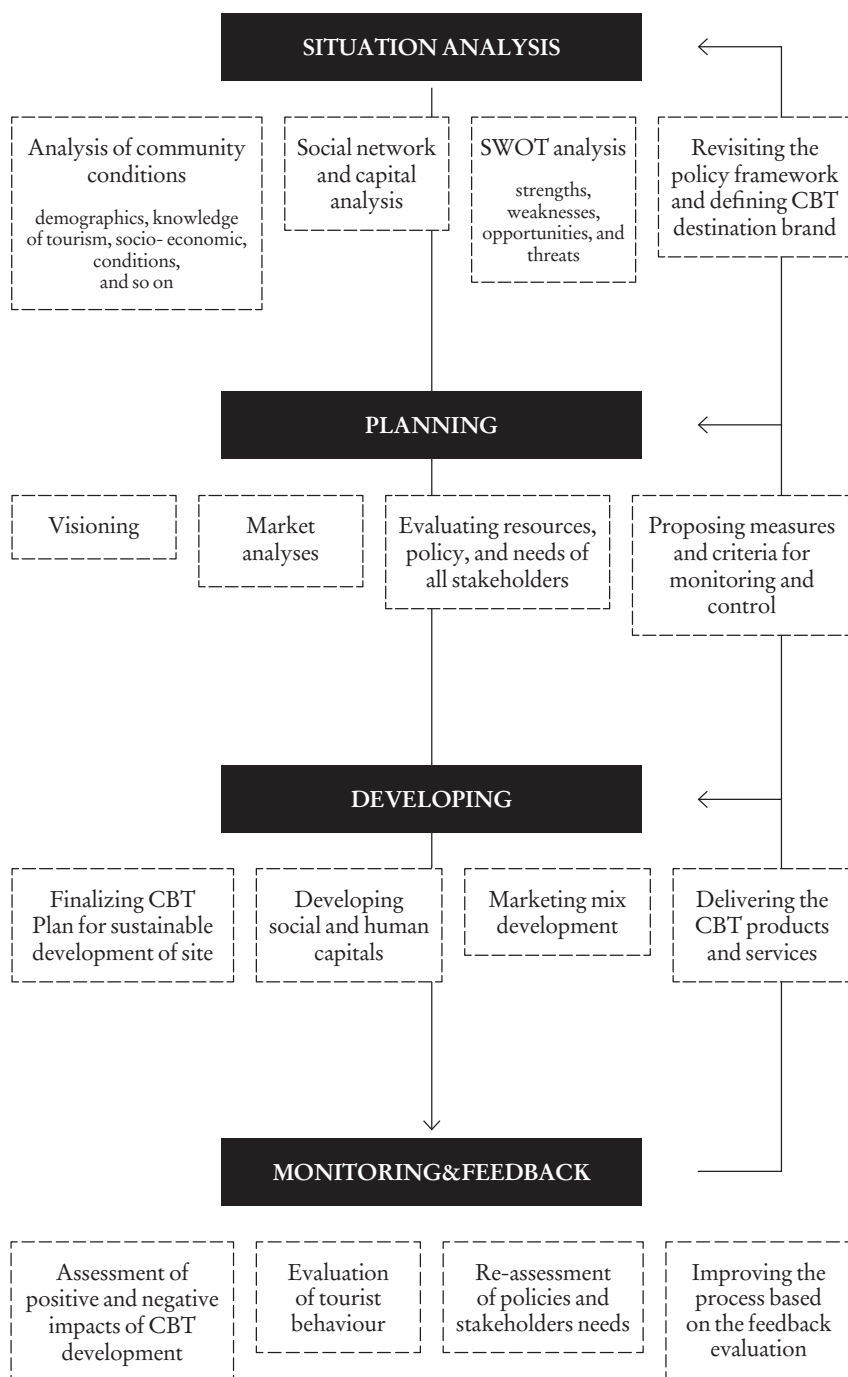 SITUATION ANALYSIS
Analysis of community
conditions
demographics, knowledge
of tourism, socio- economic,
conditions,
and so on
Social network
and capital
analysis
SWOT analysis
strengths,
weaknesses,
opportunities, and
threats
Revisiting the
policy framework
and defining CBT
destination brand
PLANNING
Visioning
Market
analyses
Evaluating resources,
policy, and needs of
all stakeholders
Proposing measures
and criteria for
monitoring and
control
DEVELOPING
Finalizing CBT
Plan for sustainable
development of site
Developing
social and human
capitals
Marketing mix
development
Delivering the
CBT products
and services
MONITORING&FEEDBACK
Assessment of
positive and negative
impacts of CBT
development
Evaluation
of tourist
behaviour
Re-assessment
of policies and
stakeholders needs
Improving the
process based
on the feedback
evaluation